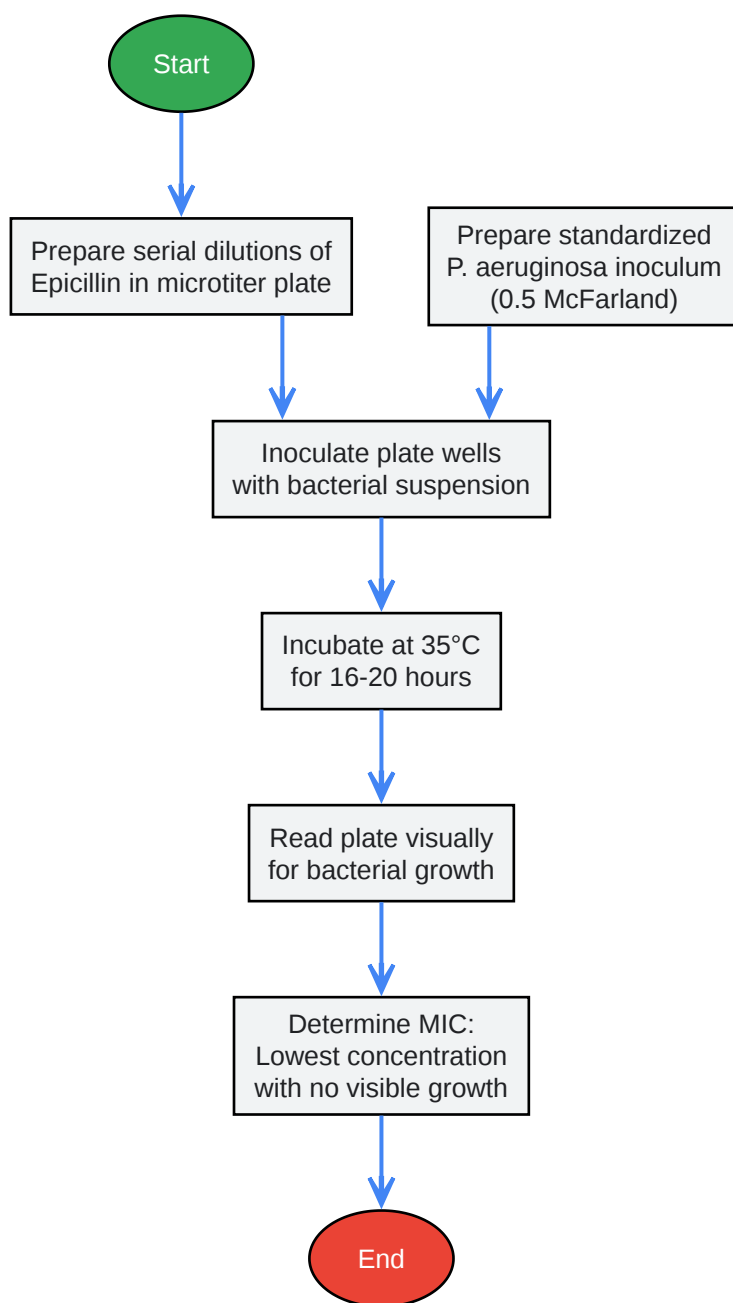 Start
Prepare serial dilutions of
Epicillin in microtiter plate
Prepare standardized
P. aeruginosa inoculum
(0.5 McFarland)
Inoculate plate wells
with bacterial suspension
Incubate at 35°C
for 16-20 hours
Read plate visually
for bacterial growth
Determine MIC:
Lowest concentration
with no visible growth
End